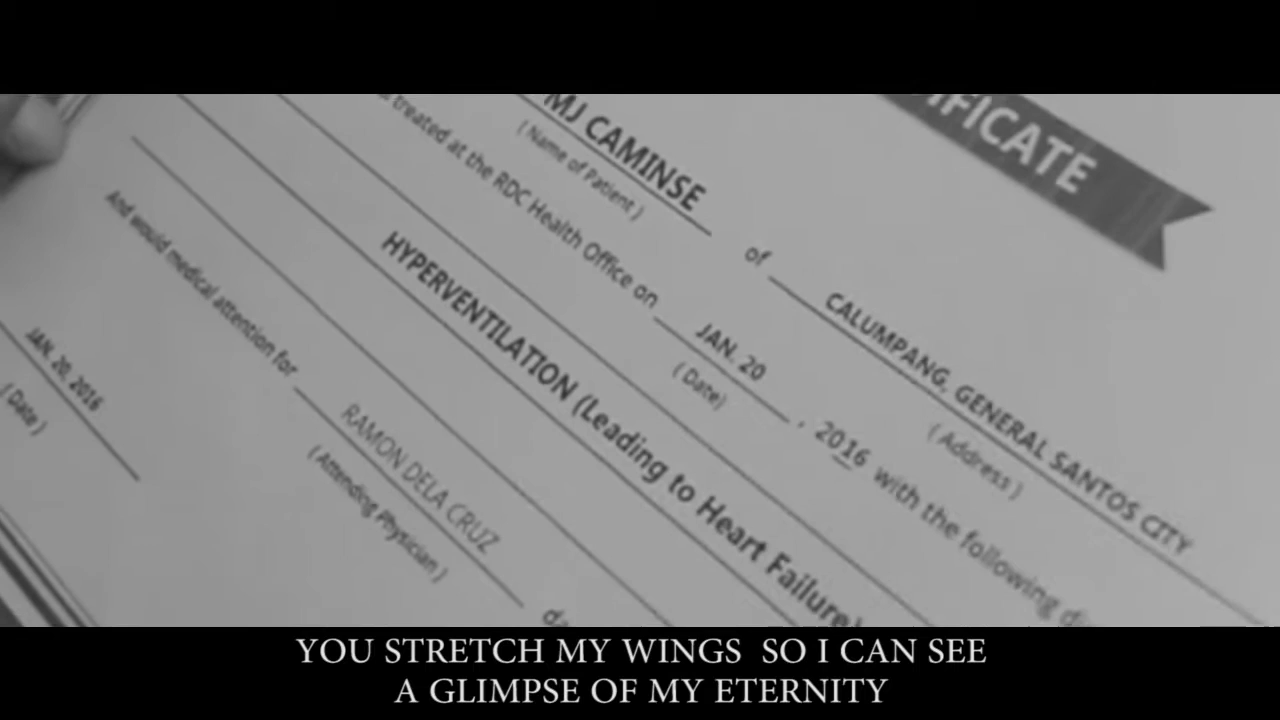 IFICATE
MJ CAMINSE of CALUMPANG, GENERAL SANTOS CITY
(Name of Patient) (Address)
treated at the RDC Health Office on JAN. 20, 2016 with the following
(Date)
HYPERVENTILATION (Leading to Heart Failure)
And would medical attention for RAMON DELA CRUZ
(Attending Physician)
JAN. 20, 2016
(Date)
YOU STRETCH MY WINGS SO I CAN SEE
A GLIMPSE OF MY ETERNITY